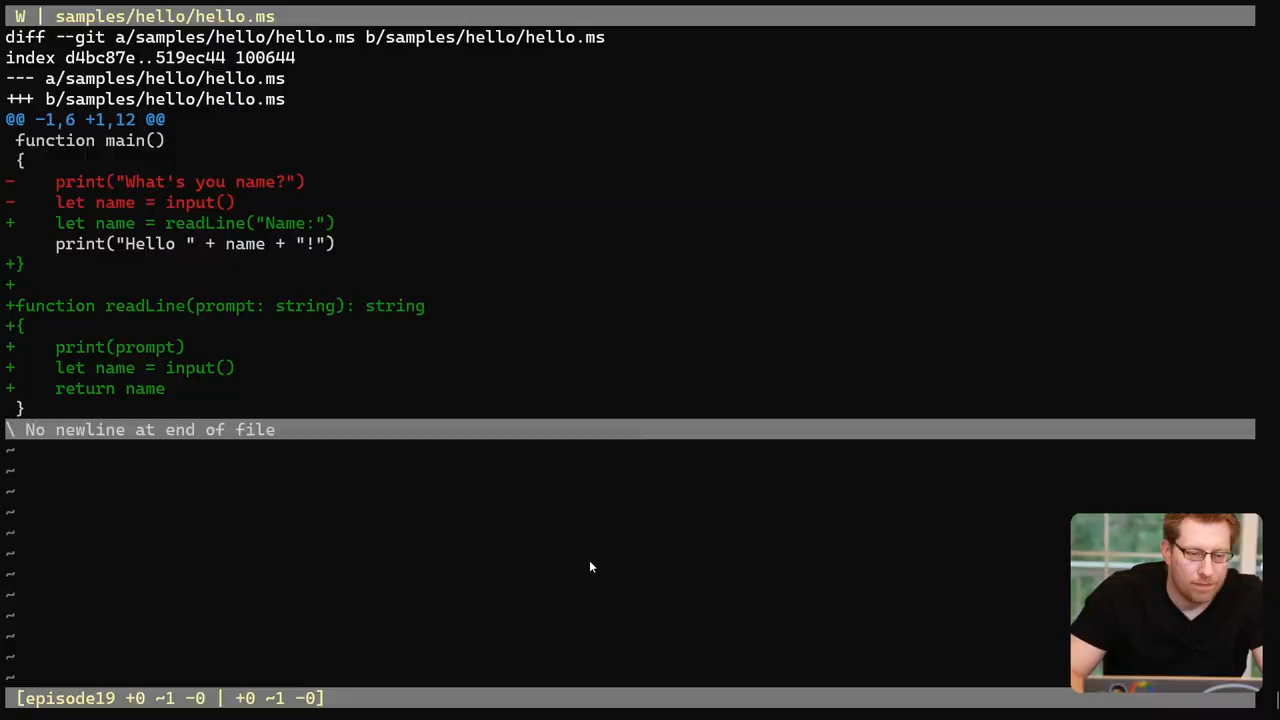 W | samples/hello/hello.ms
diff --git a/samples/hello/hello.ms b/samples/hello/hello.ms
index d4bc87e..519ec44 100644
--- a/samples/hello/hello.ms
+++ b/samples/hello/hello.ms
@@ -1,6 +1,12 @@
 function main()
 {
-    print("What's you name?")
-    let name = input()
+    let name = readLine("Name:")
     print("Hello " + name + "!")
+}
+
+function readLine(prompt: string): string
+{
+    print(prompt)
+    let name = input()
+    return name
 }
\ No newline at end of file
~
~
~
~
~
~
~
~
~
~
~
~
[episode19 +0 ~1 -0 | +0 ~1 -0]